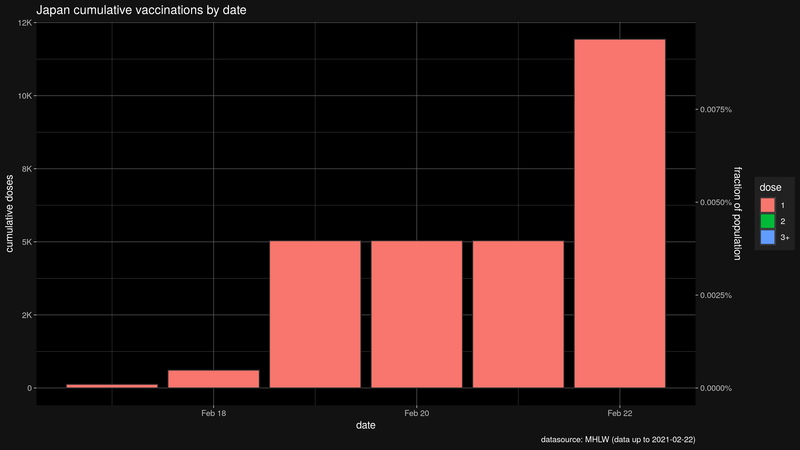 Japan cumulative vaccinations by date
12K
10K
8K
5K
2K
0
cumulative doses
0.0075%
0.0050%
0.0025%
0.0000%
fraction of population
dose
1
2
3+
Feb 18
Feb 20
Feb 22
date
datasource: MHLW (data up to 2021-02-22)